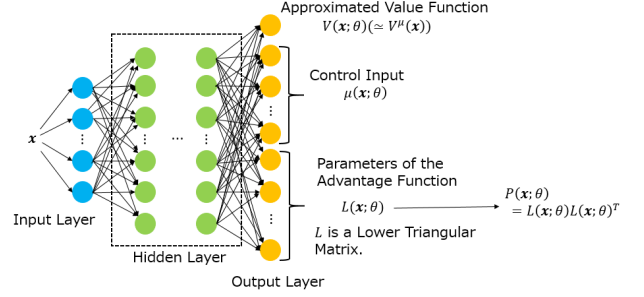 Approximated Value Function
V(x; θ)(≃ V^μ(x))
Control Input
μ(x; θ)
x
Parameters of the
Advantage Function
L(x; θ)
P(x; θ)
= L(x; θ)L(x; θ)^T
L is a Lower Triangular
Matrix.
Input Layer
Hidden Layer
Output Layer